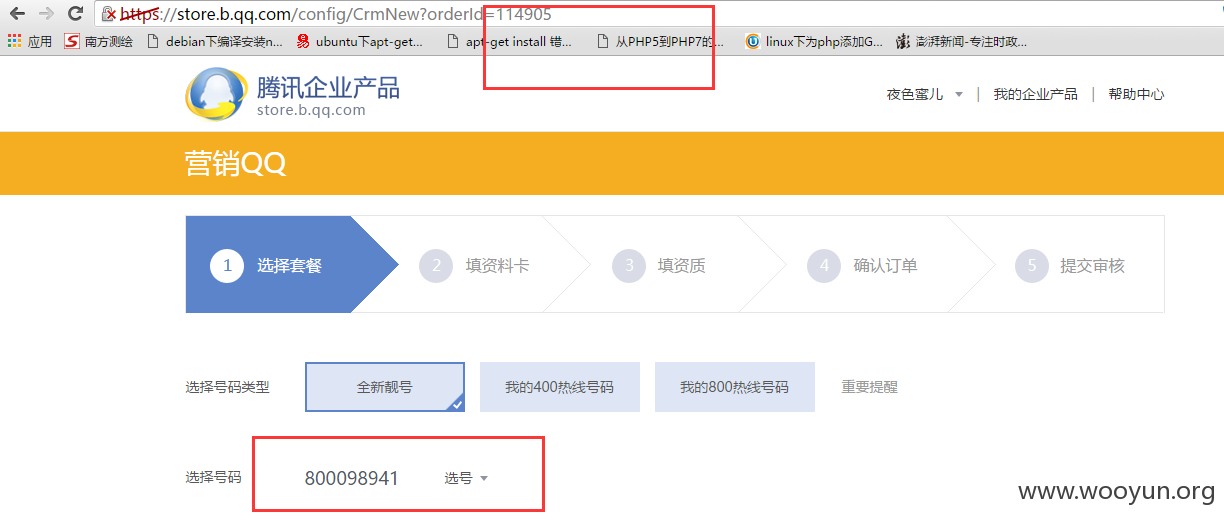 https://store.b.qq.com/config/CrmNew?orderId=114905
应用 南方测绘 debian下编译安装n... ubuntu下apt-get... apt-get install 错... 从PHP5到PHP7的... linux下为php添加G... 澎湃新闻-专注时政...
腾讯企业产品
store.b.qq.com
夜色蜜儿 | 我的企业产品 | 帮助中心
营销QQ
1 选择套餐 2 填资料卡 3 填资质 4 确认订单 5 提交审核
选择号码类型 全新靓号 我的400热线号码 我的800热线号码 重要提醒
选择号码 800098941 选号
www.wooyun.org